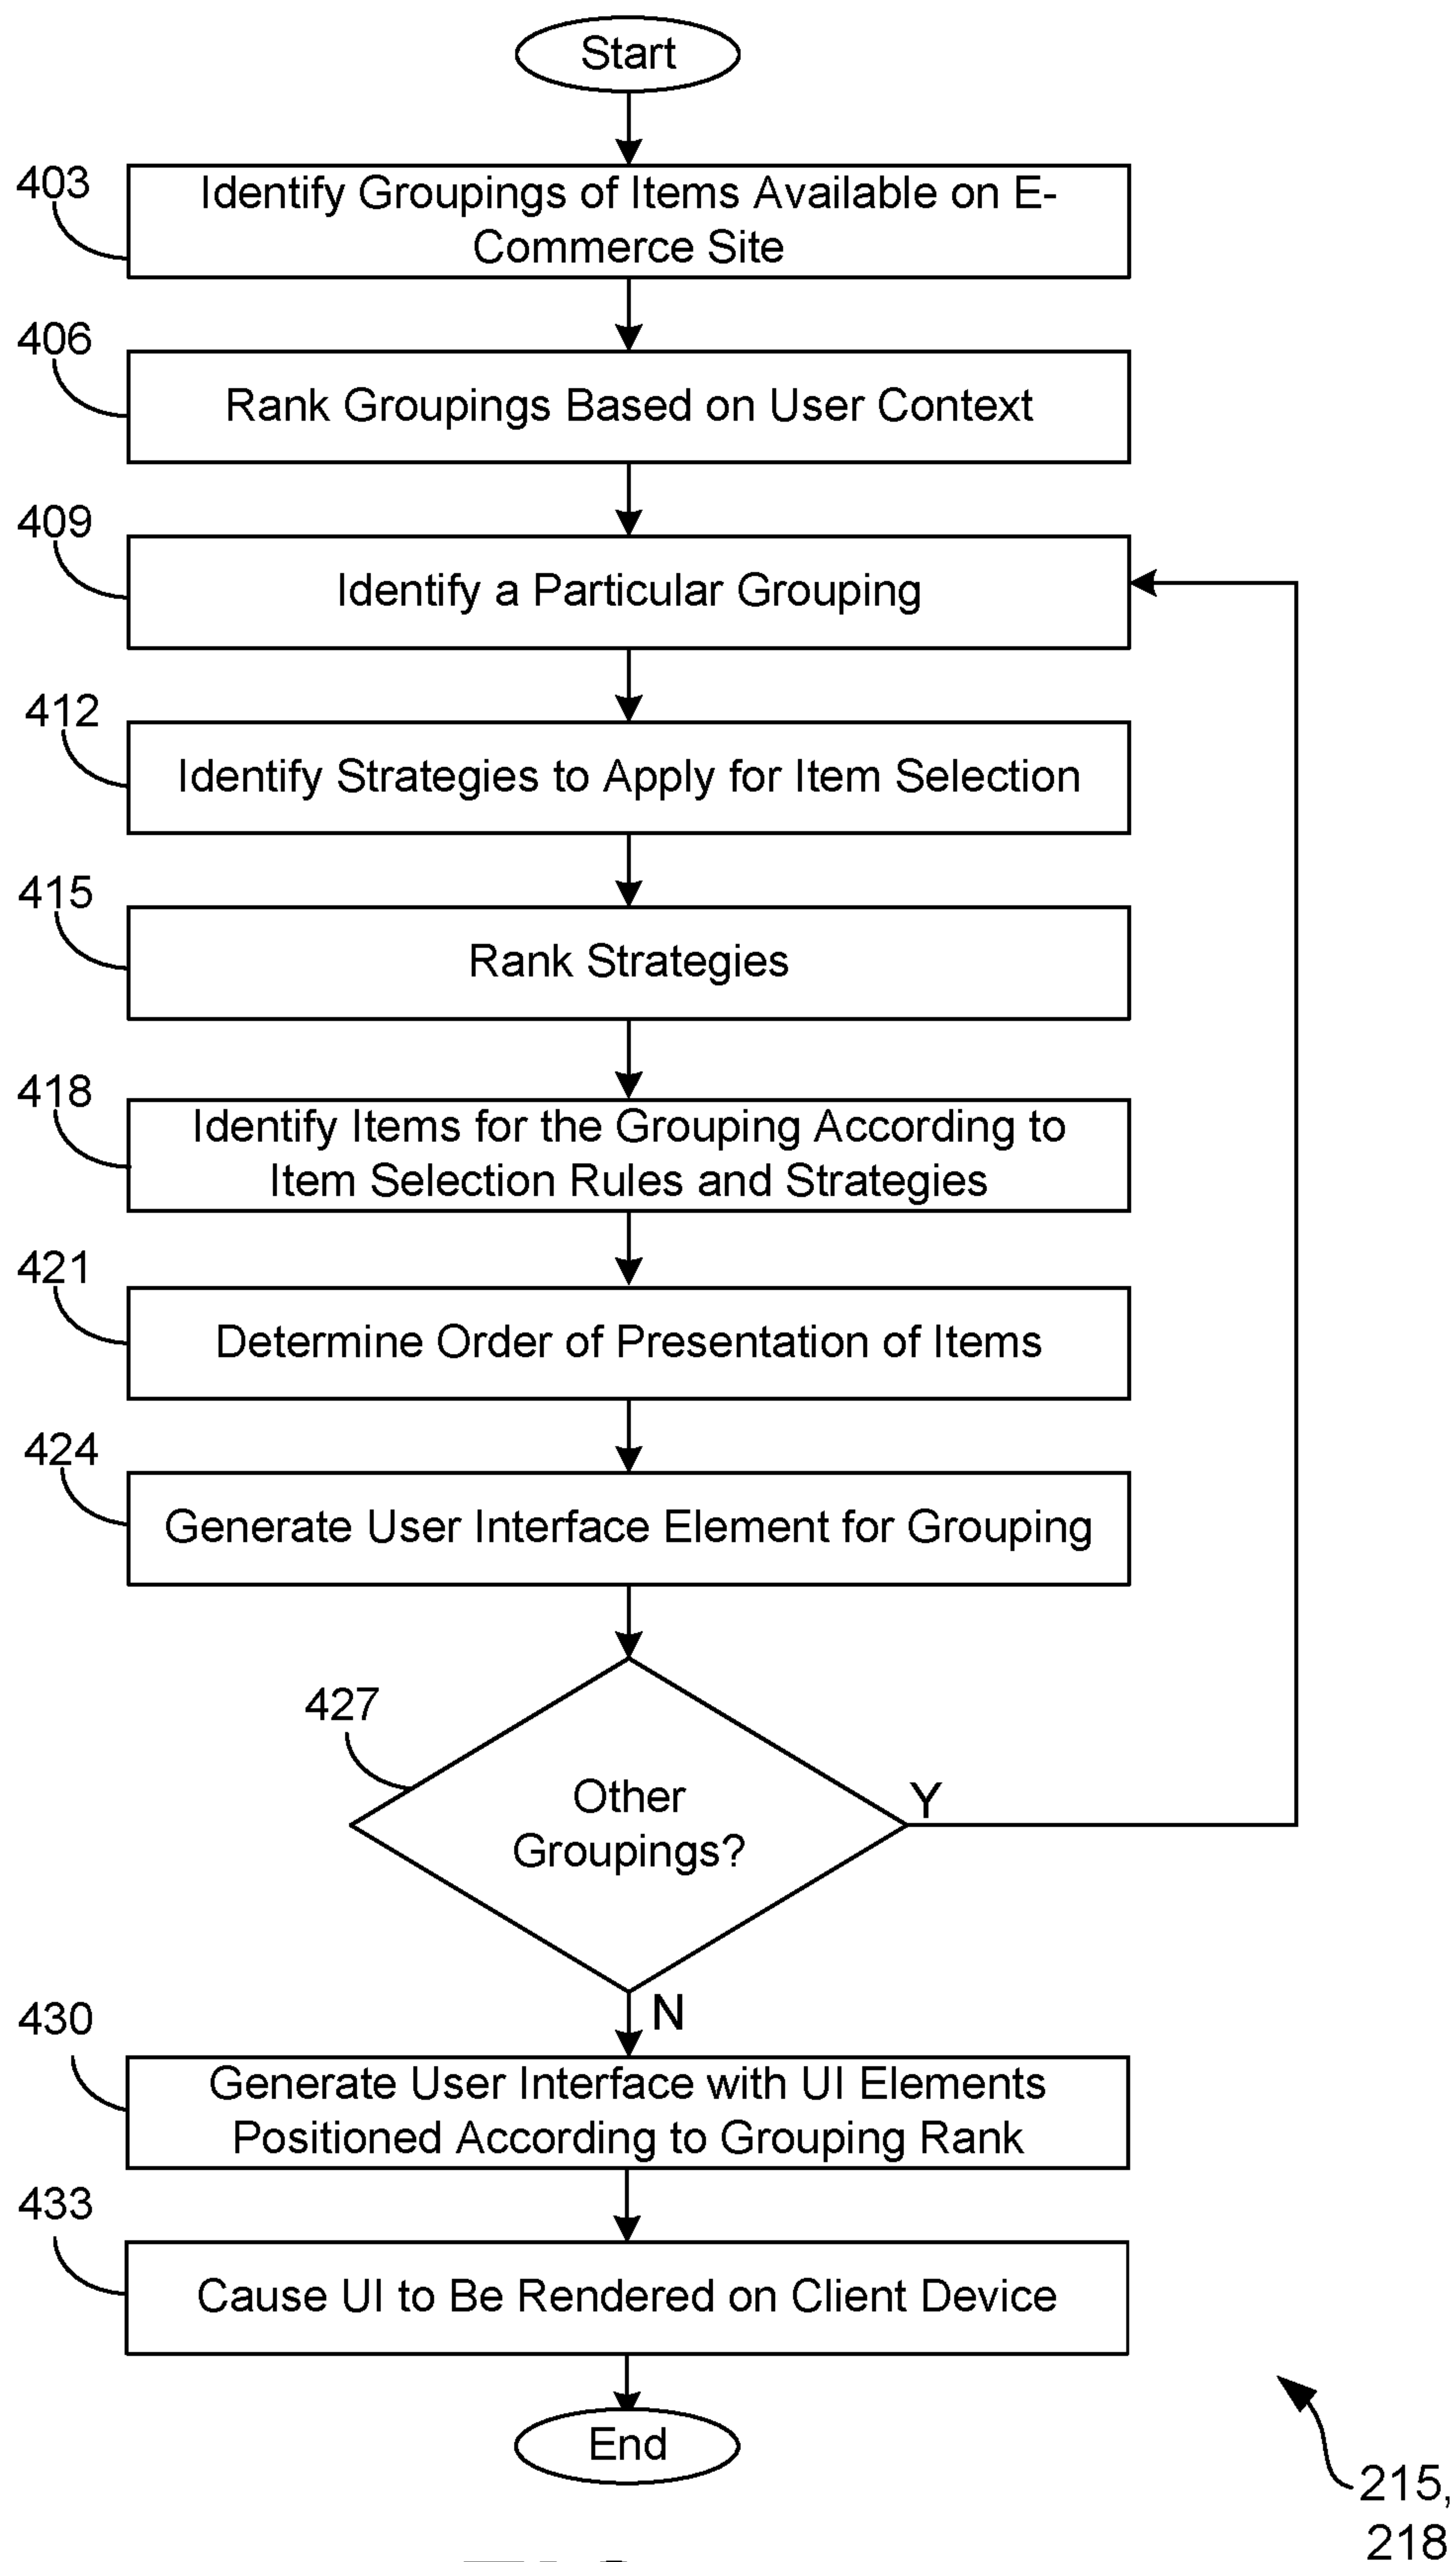 Start
403
Identify Groupings of Items Available on E-
Commerce Site
406
Rank Groupings Based on User Context
409
Identify a Particular Grouping
412
Identify Strategies to Apply for Item Selection
415
Rank Strategies
418
Identify Items for the Grouping According to
Item Selection Rules and Strategies
421
Determine Order of Presentation of Items
424
Generate User Interface Element for Grouping
427
Other
Groupings?
Y
N
430
Generate User Interface with UI Elements
Positioned According to Grouping Rank
433
Cause UI to Be Rendered on Client Device
End
215,
218